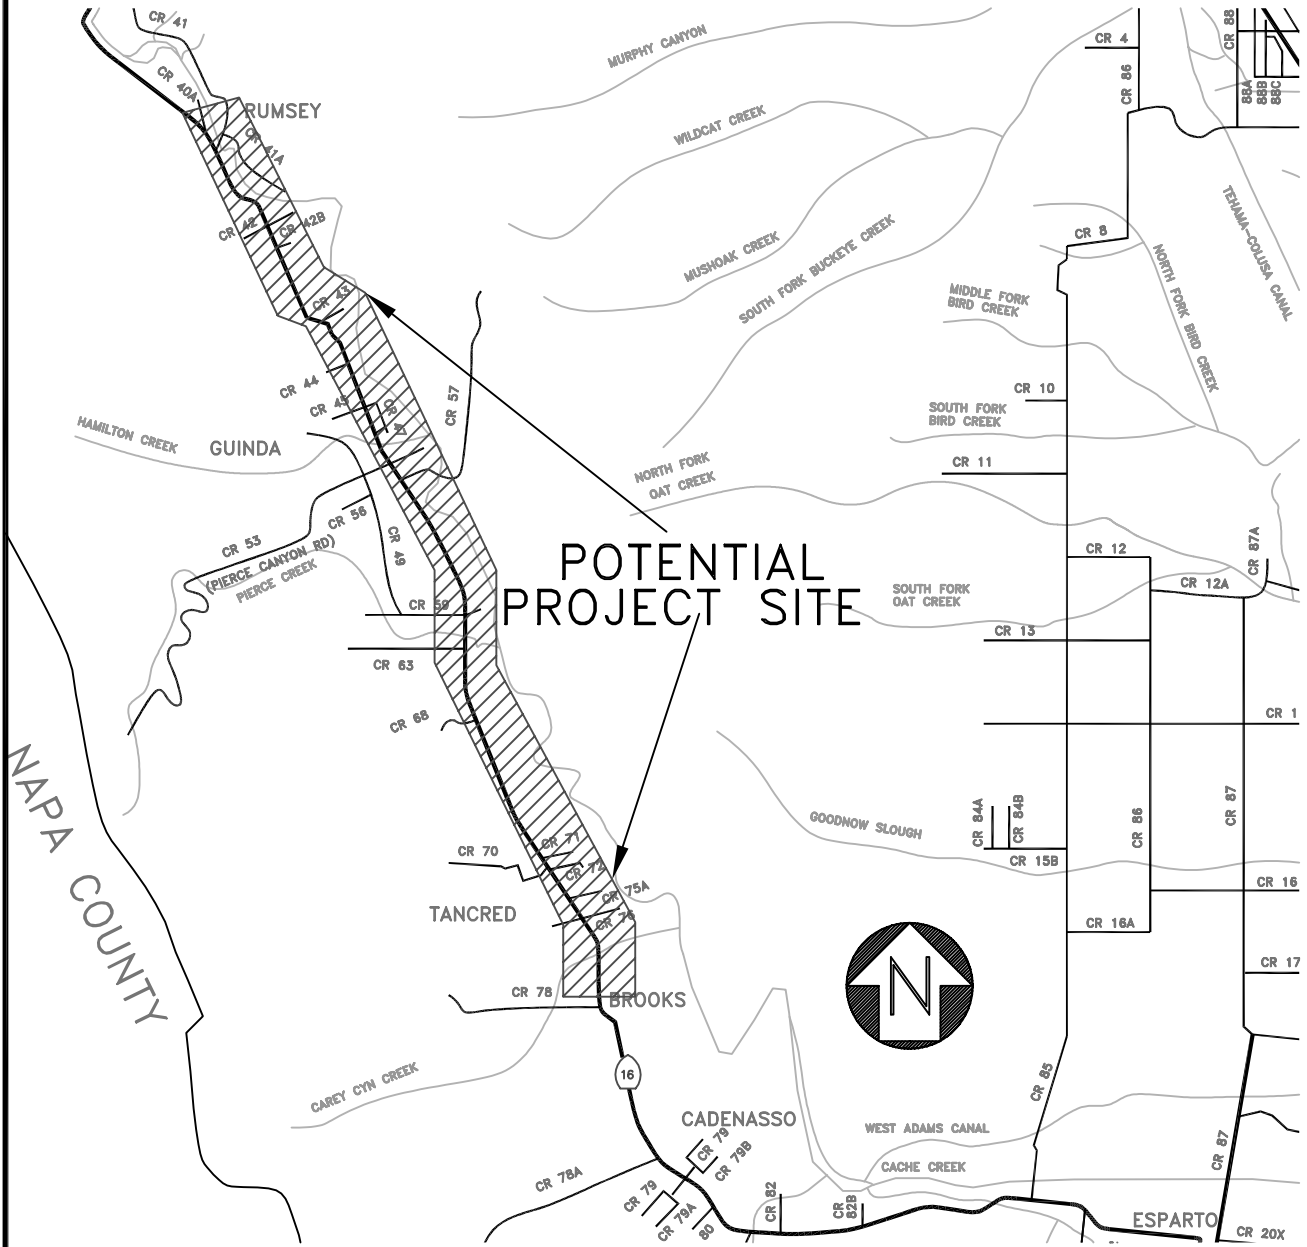 CR 41
CR 40A
RUMSEY
CR 41A
MURPHY CANYON
WILDCAT CREEK
CR 4
CR 86
CR 88
88A
88B
88C
CR 42
CR 42B
MUSHOAK CREEK
SOUTH FORK BUCKEYE CREEK
CR 8
TEHAMA-COLUSA CANAL
NORTH FORK BIRD CREEK
MIDDLE FORK
BIRD CREEK
CR 43
CR 44
CR 45
CR 47
CR 57
CR 10
SOUTH FORK
BIRD CREEK
HAMILTON CREEK
GUINDA
NORTH FORK
OAT CREEK
CR 11
CR 56
CR 53
(PIERCE CANYON RD)
PIERCE CREEK
CR 49
POTENTIAL
PROJECT SITE
CR 12
CR 87A
CR 12A
SOUTH FORK
OAT CREEK
CR 59
CR 13
CR 63
CR 68
CR 1
NAPA COUNTY
GOODNOW SLOUGH
CR 84A
CR 84B
CR 86
CR 87
CR 15B
CR 70
CR 71
CR 72
CR 75A
CR 76
CR 16
TANCRED
CR 16A
CR 17
N
CR 78
BROOKS
16
CAREY CYN CREEK
CR 85
CADENASSO
WEST ADAMS CANAL
CACHE CREEK
CR 87
CR 79
CR 79B
CR 78A
CR 79
CR 79A
80
CR 82
CR
82B
ESPARTO
CR 20X